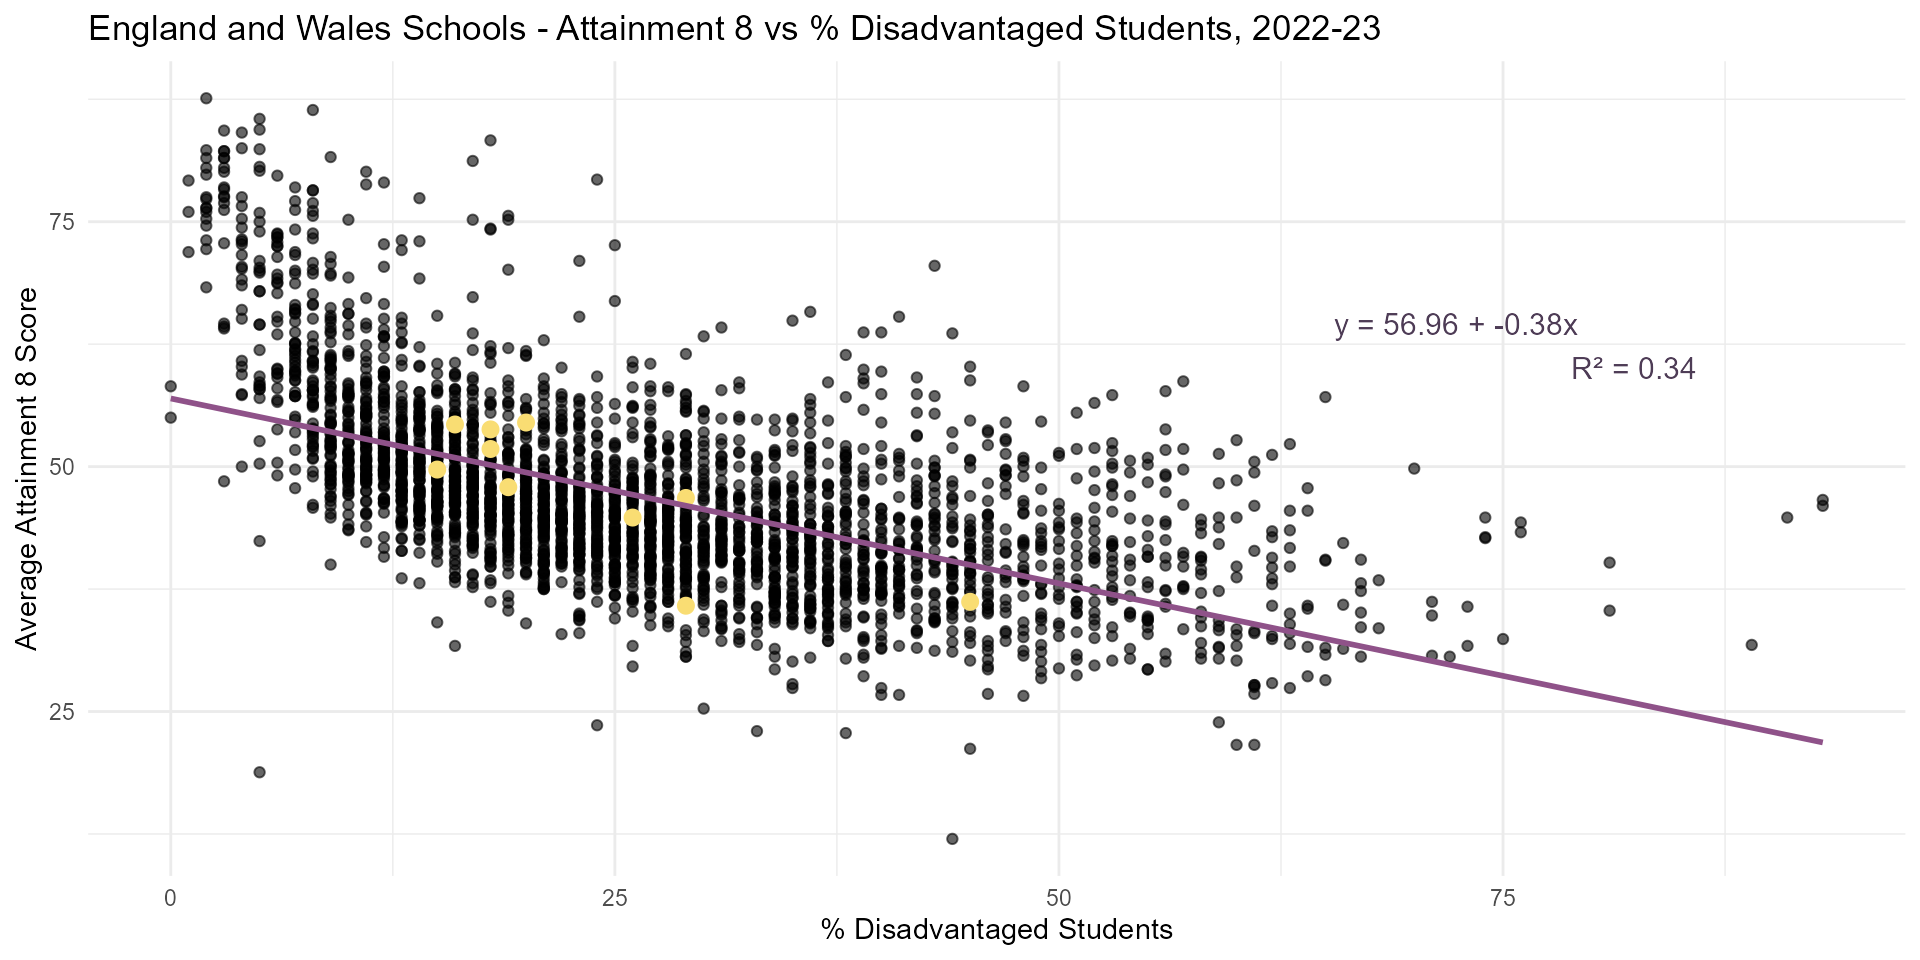 England and Wales Schools - Attainment 8 vs % Disadvantaged Students, 2022-23
Average Attainment 8 Score
75
50
25
y = 56.96 + -0.38x
R² = 0.34
0
25
50
75
% Disadvantaged Students